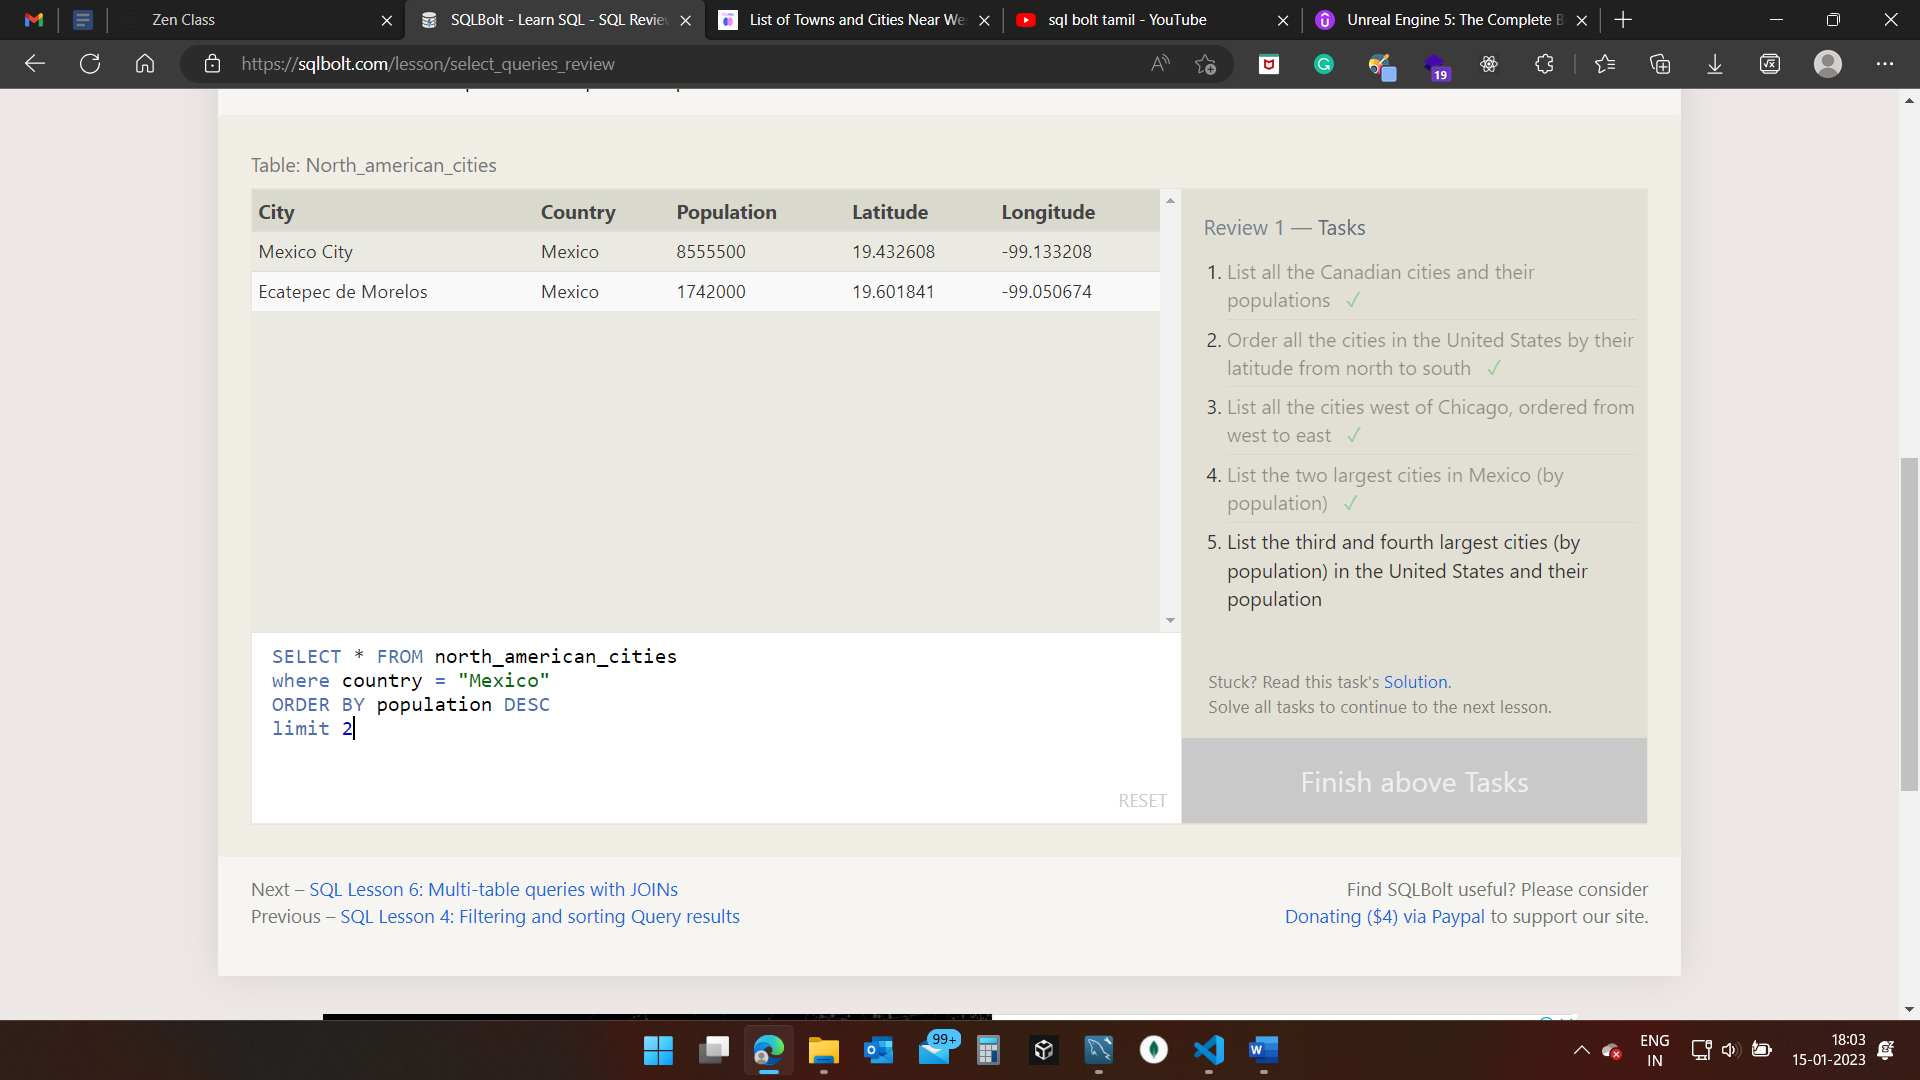 Zen Class
SQLBolt - Learn SQL - SQL Review
List of Towns and Cities Near We
sql bolt tamil - YouTube
Unreal Engine 5: The Complete B
https://sqlbolt.com/lesson/select_queries_review
19
Table: North_american_cities
City Country Population Latitude Longitude
Mexico City Mexico 8555500 19.432608 -99.133208
Ecatepec de Morelos Mexico 1742000 19.601841 -99.050674
SELECT * FROM north_american_cities
where country = "Mexico"
ORDER BY population DESC
limit 2
RESET
Review 1 — Tasks
1. List all the Canadian cities and their
populations ✓
2. Order all the cities in the United States by their
latitude from north to south ✓
3. List all the cities west of Chicago, ordered from
west to east ✓
4. List the two largest cities in Mexico (by
population) ✓
5. List the third and fourth largest cities (by
population) in the United States and their
population
Stuck? Read this task's Solution.
Solve all tasks to continue to the next lesson.
Finish above Tasks
Next – SQL Lesson 6: Multi-table queries with JOINs
Previous – SQL Lesson 4: Filtering and sorting Query results
Find SQLBolt useful? Please consider
Donating ($4) via Paypal to support our site.
99+
ENG
IN
18:03
15-01-2023